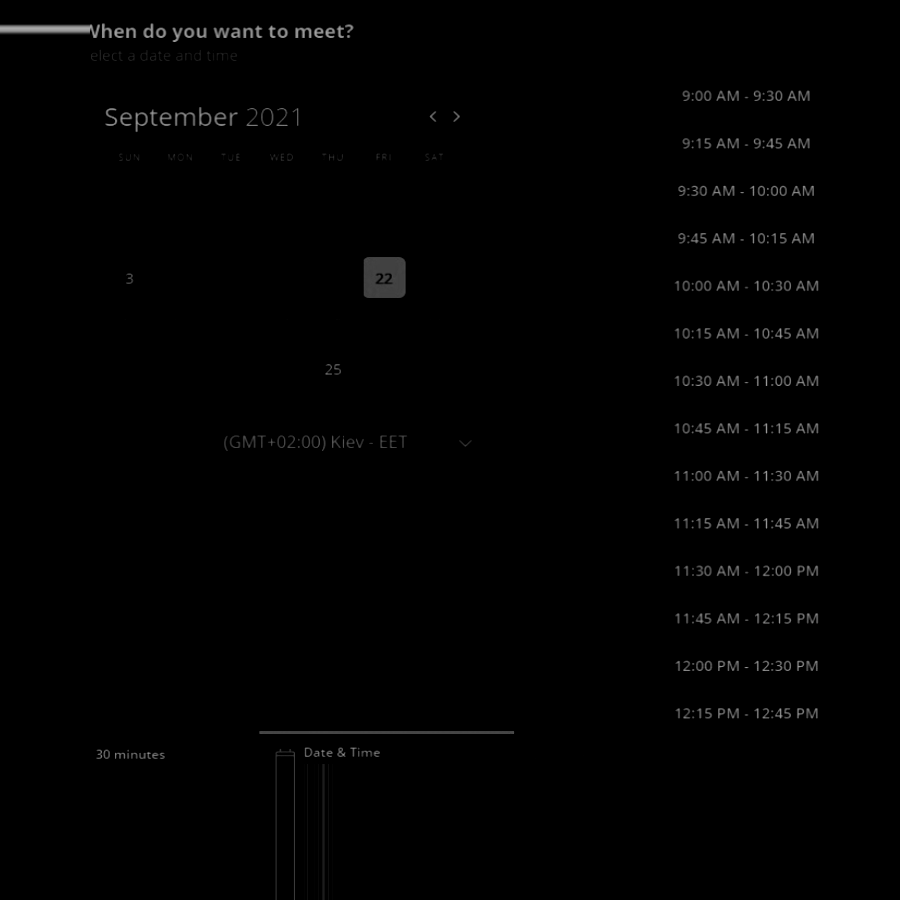 When do you want to meet?
elect a date and time
September 2021
SUN MON TUE WED THU FRI SAT
3 22
25
(GMT+02:00) Kiev - EET
9:00 AM - 9:30 AM
9:15 AM - 9:45 AM
9:30 AM - 10:00 AM
9:45 AM - 10:15 AM
10:00 AM - 10:30 AM
10:15 AM - 10:45 AM
10:30 AM - 11:00 AM
10:45 AM - 11:15 AM
11:00 AM - 11:30 AM
11:15 AM - 11:45 AM
11:30 AM - 12:00 PM
11:45 AM - 12:15 PM
12:00 PM - 12:30 PM
12:15 PM - 12:45 PM
30 minutes
Date & Time